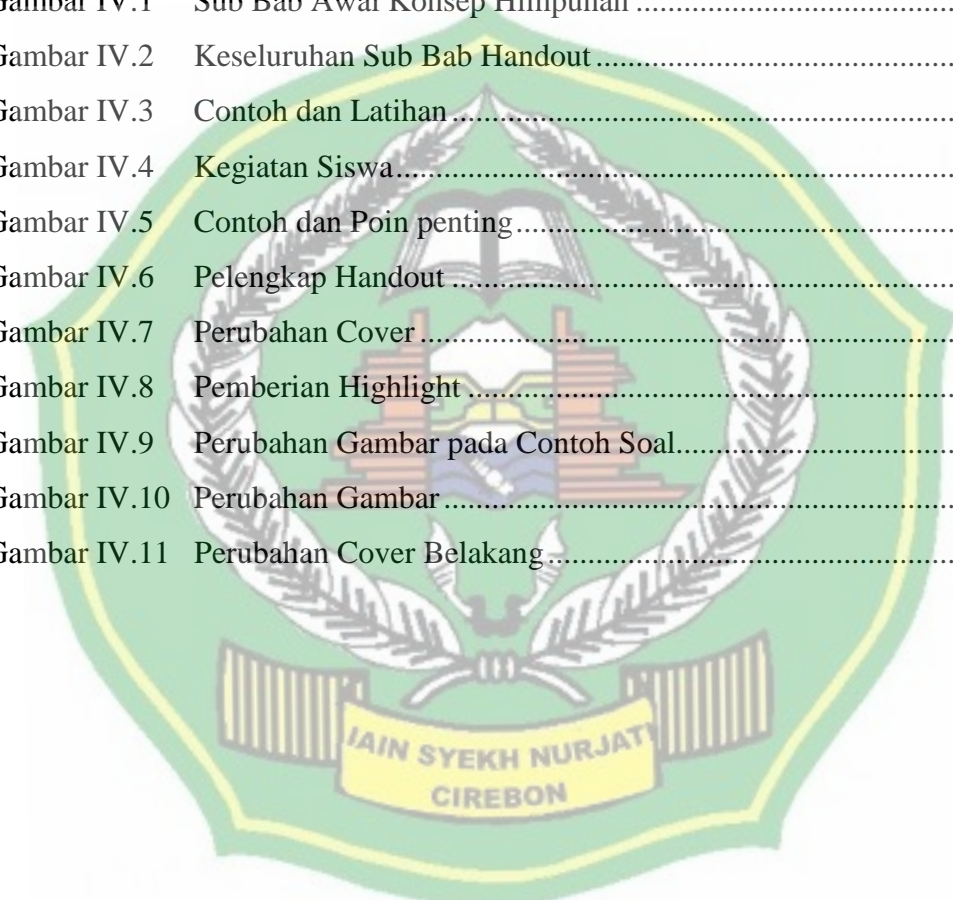 Gambar IV.1 Sub Bab Awal Konsep Himpunan ..........................................
Gambar IV.2 Keseluruhan Sub Bab Handout ...............................................
Gambar IV.3 Contoh dan Latihan ..................................................................
Gambar IV.4 Kegiatan Siswa .........................................................................
Gambar IV.5 Contoh dan Poin penting .........................................................
Gambar IV.6 Pelengkap Handout ..................................................................
Gambar IV.7 Perubahan Cover ......................................................................
Gambar IV.8 Pemberian Highlight ................................................................
Gambar IV.9 Perubahan Gambar pada Contoh Soal ....................................
Gambar IV.10 Perubahan Gambar ...................................................................
Gambar IV.11 Perubahan Cover Belakang ......................................................
IAIN SYEKH NURJATI
CIREBON